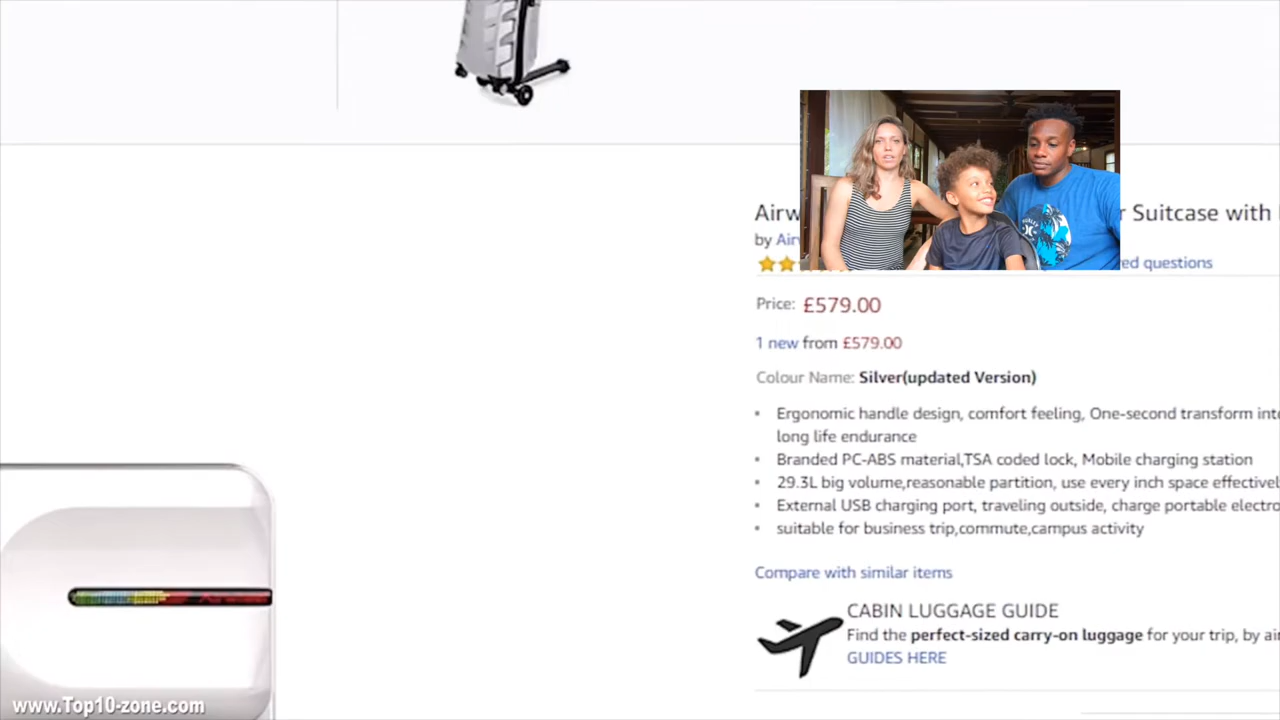 Airw r Suitcase with
by Airw
ed questions
Price: £579.00
1 new from £579.00
Colour Name: Silver(updated Version)
Ergonomic handle design, comfort feeling, One-second transform into
long life endurance
Branded PC-ABS material,TSA coded lock, Mobile charging station
29.3L big volume,reasonable partition, use every inch space effectivel
External USB charging port, traveling outside, charge portable electro
suitable for business trip,commute,campus activity
Compare with similar items
CABIN LUGGAGE GUIDE
Find the perfect-sized carry-on luggage for your trip, by ai
GUIDES HERE
www.Top10-zone.com